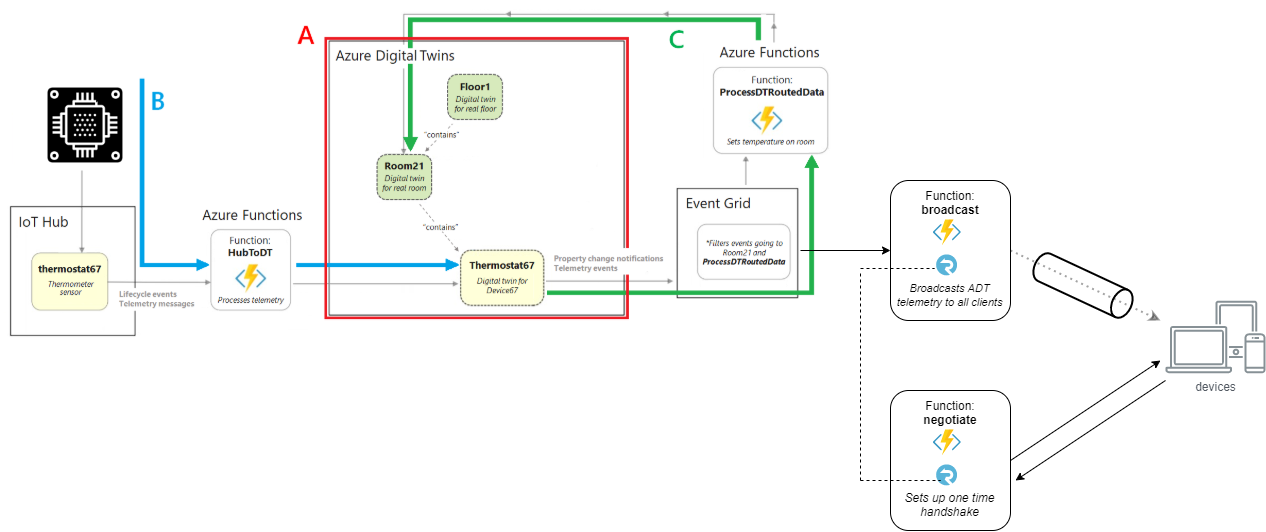 A
Azure Digital Twins
C
Azure Functions
Function:
ProcessDTRoutedData
Sets temperature on room
B
Floor1
Digital twin
for real floor
"contains"
Room21
Digital twin
for real room
"contains"
IoT Hub
thermostat67
Thermometer
sensor
Lifecycle events
Telemetry messages
Azure Functions
Function:
HubToDT
Processes telemetry
Thermostat67
Digital twin for
Device67
Property change notifications
Telemetry events
Event Grid
*Filters events going to
Room21 and
ProcessDTRoutedData
Function:
broadcast
Broadcasts ADT
telemetry to all clients
devices
Function:
negotiate
Sets up one time
handshake